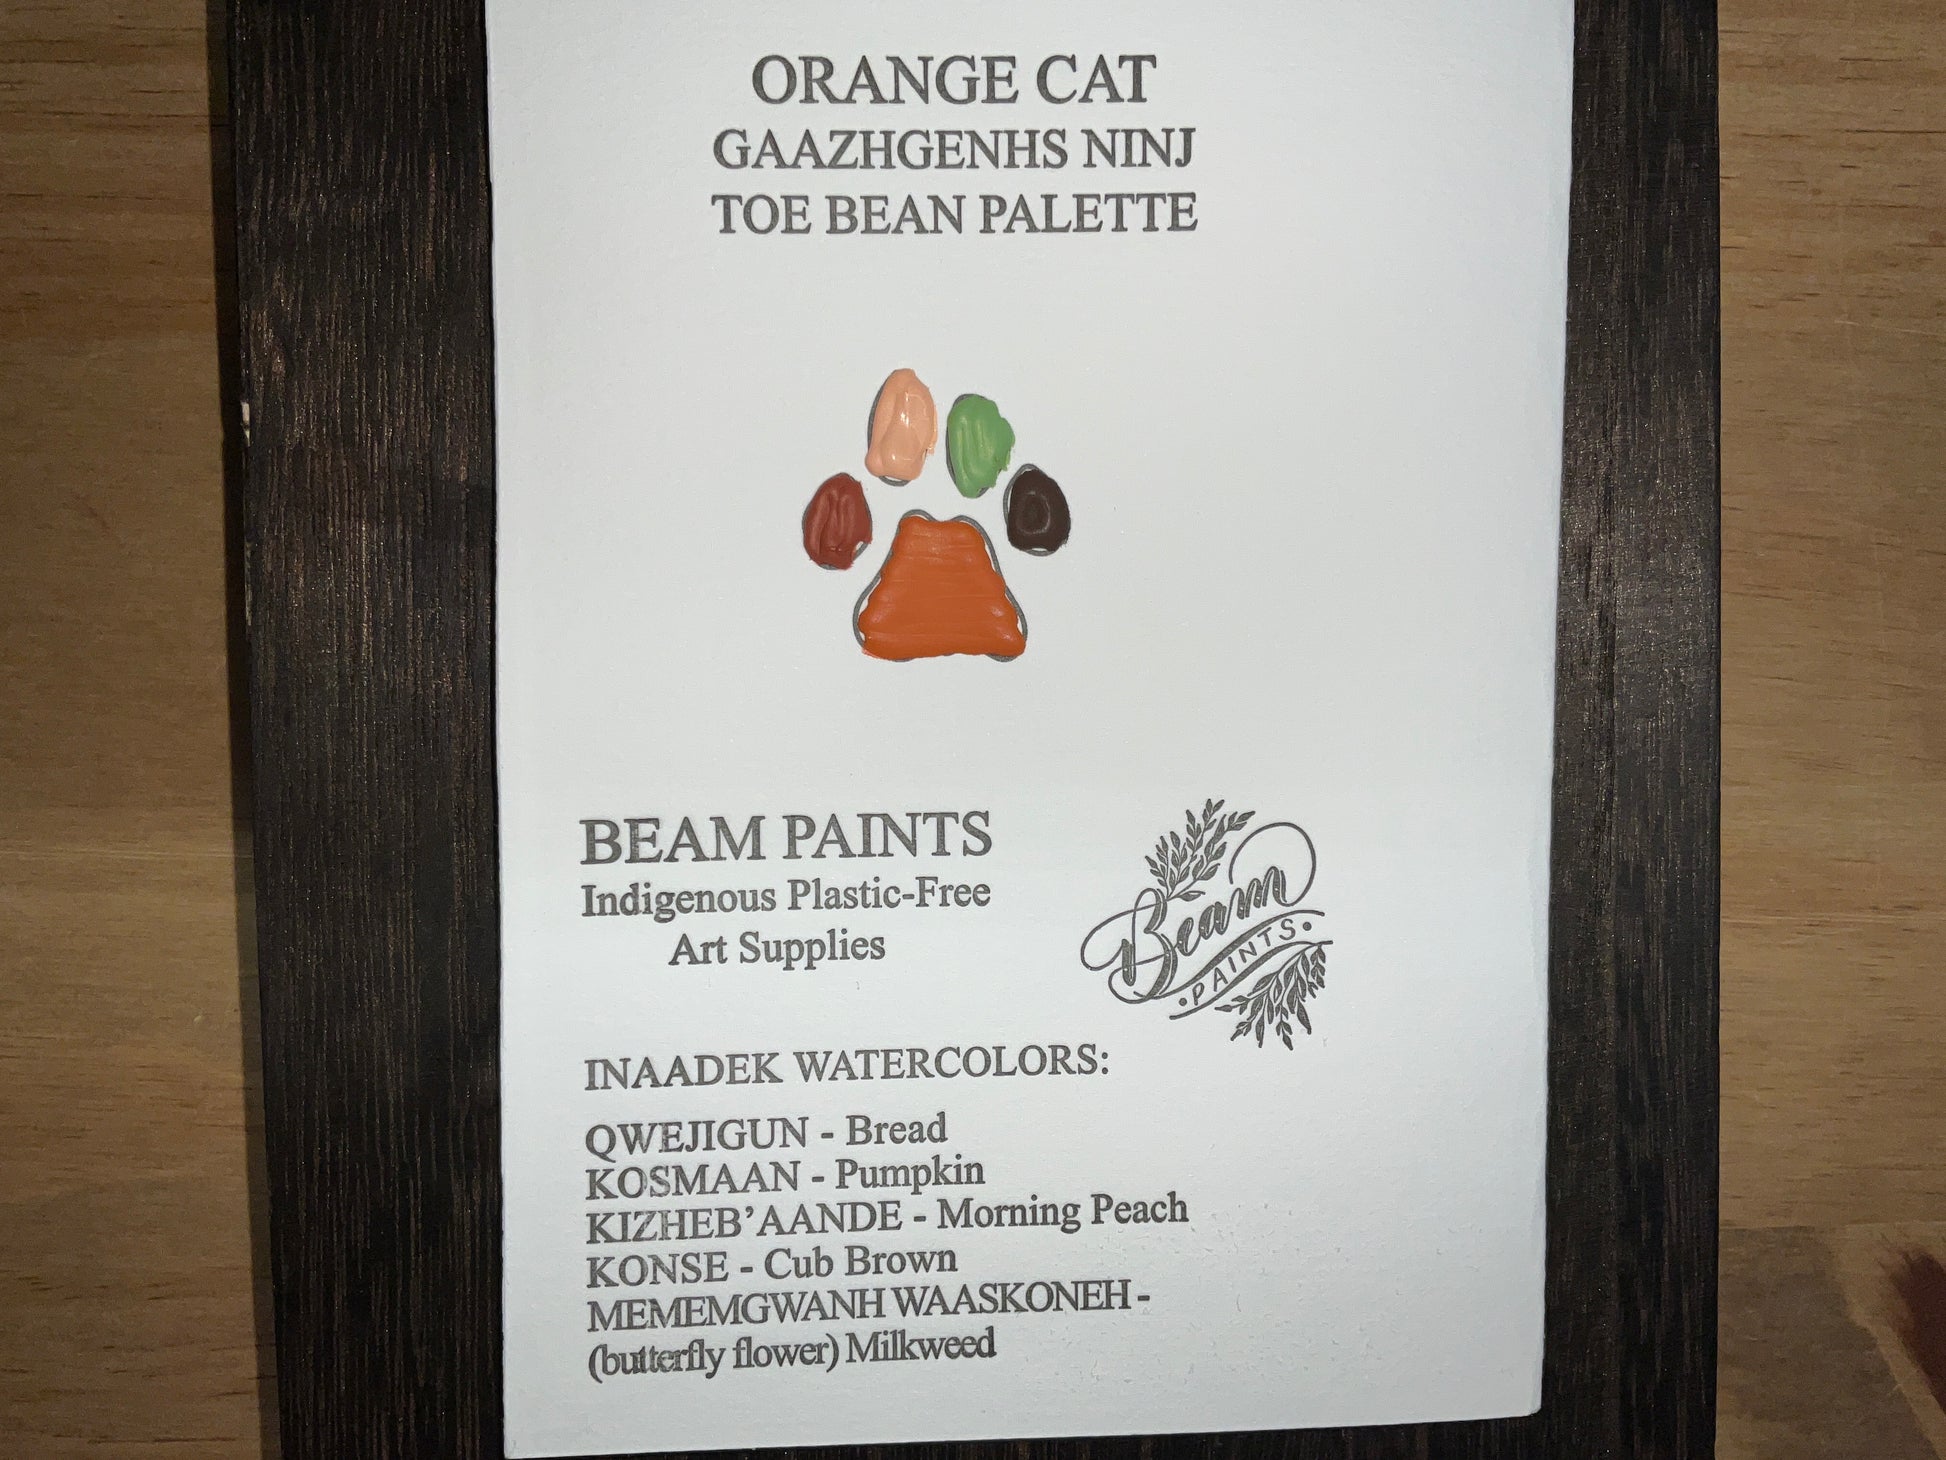 ORANGE CAT
GAAZHGENHS NINJ
TOE BEAN PALETTE
BEAM PAINTS
Indigenous Plastic-Free
Art Supplies
Beam
•PAINTS•
INAADEK WATERCOLORS:
QWEJIGUN - Bread
KOSMAAN - Pumpkin
KIZHEB’AANDE - Morning Peach
KONSE - Cub Brown
MEMEMGWANH WAASKONEH -
(butterfly flower) Milkweed